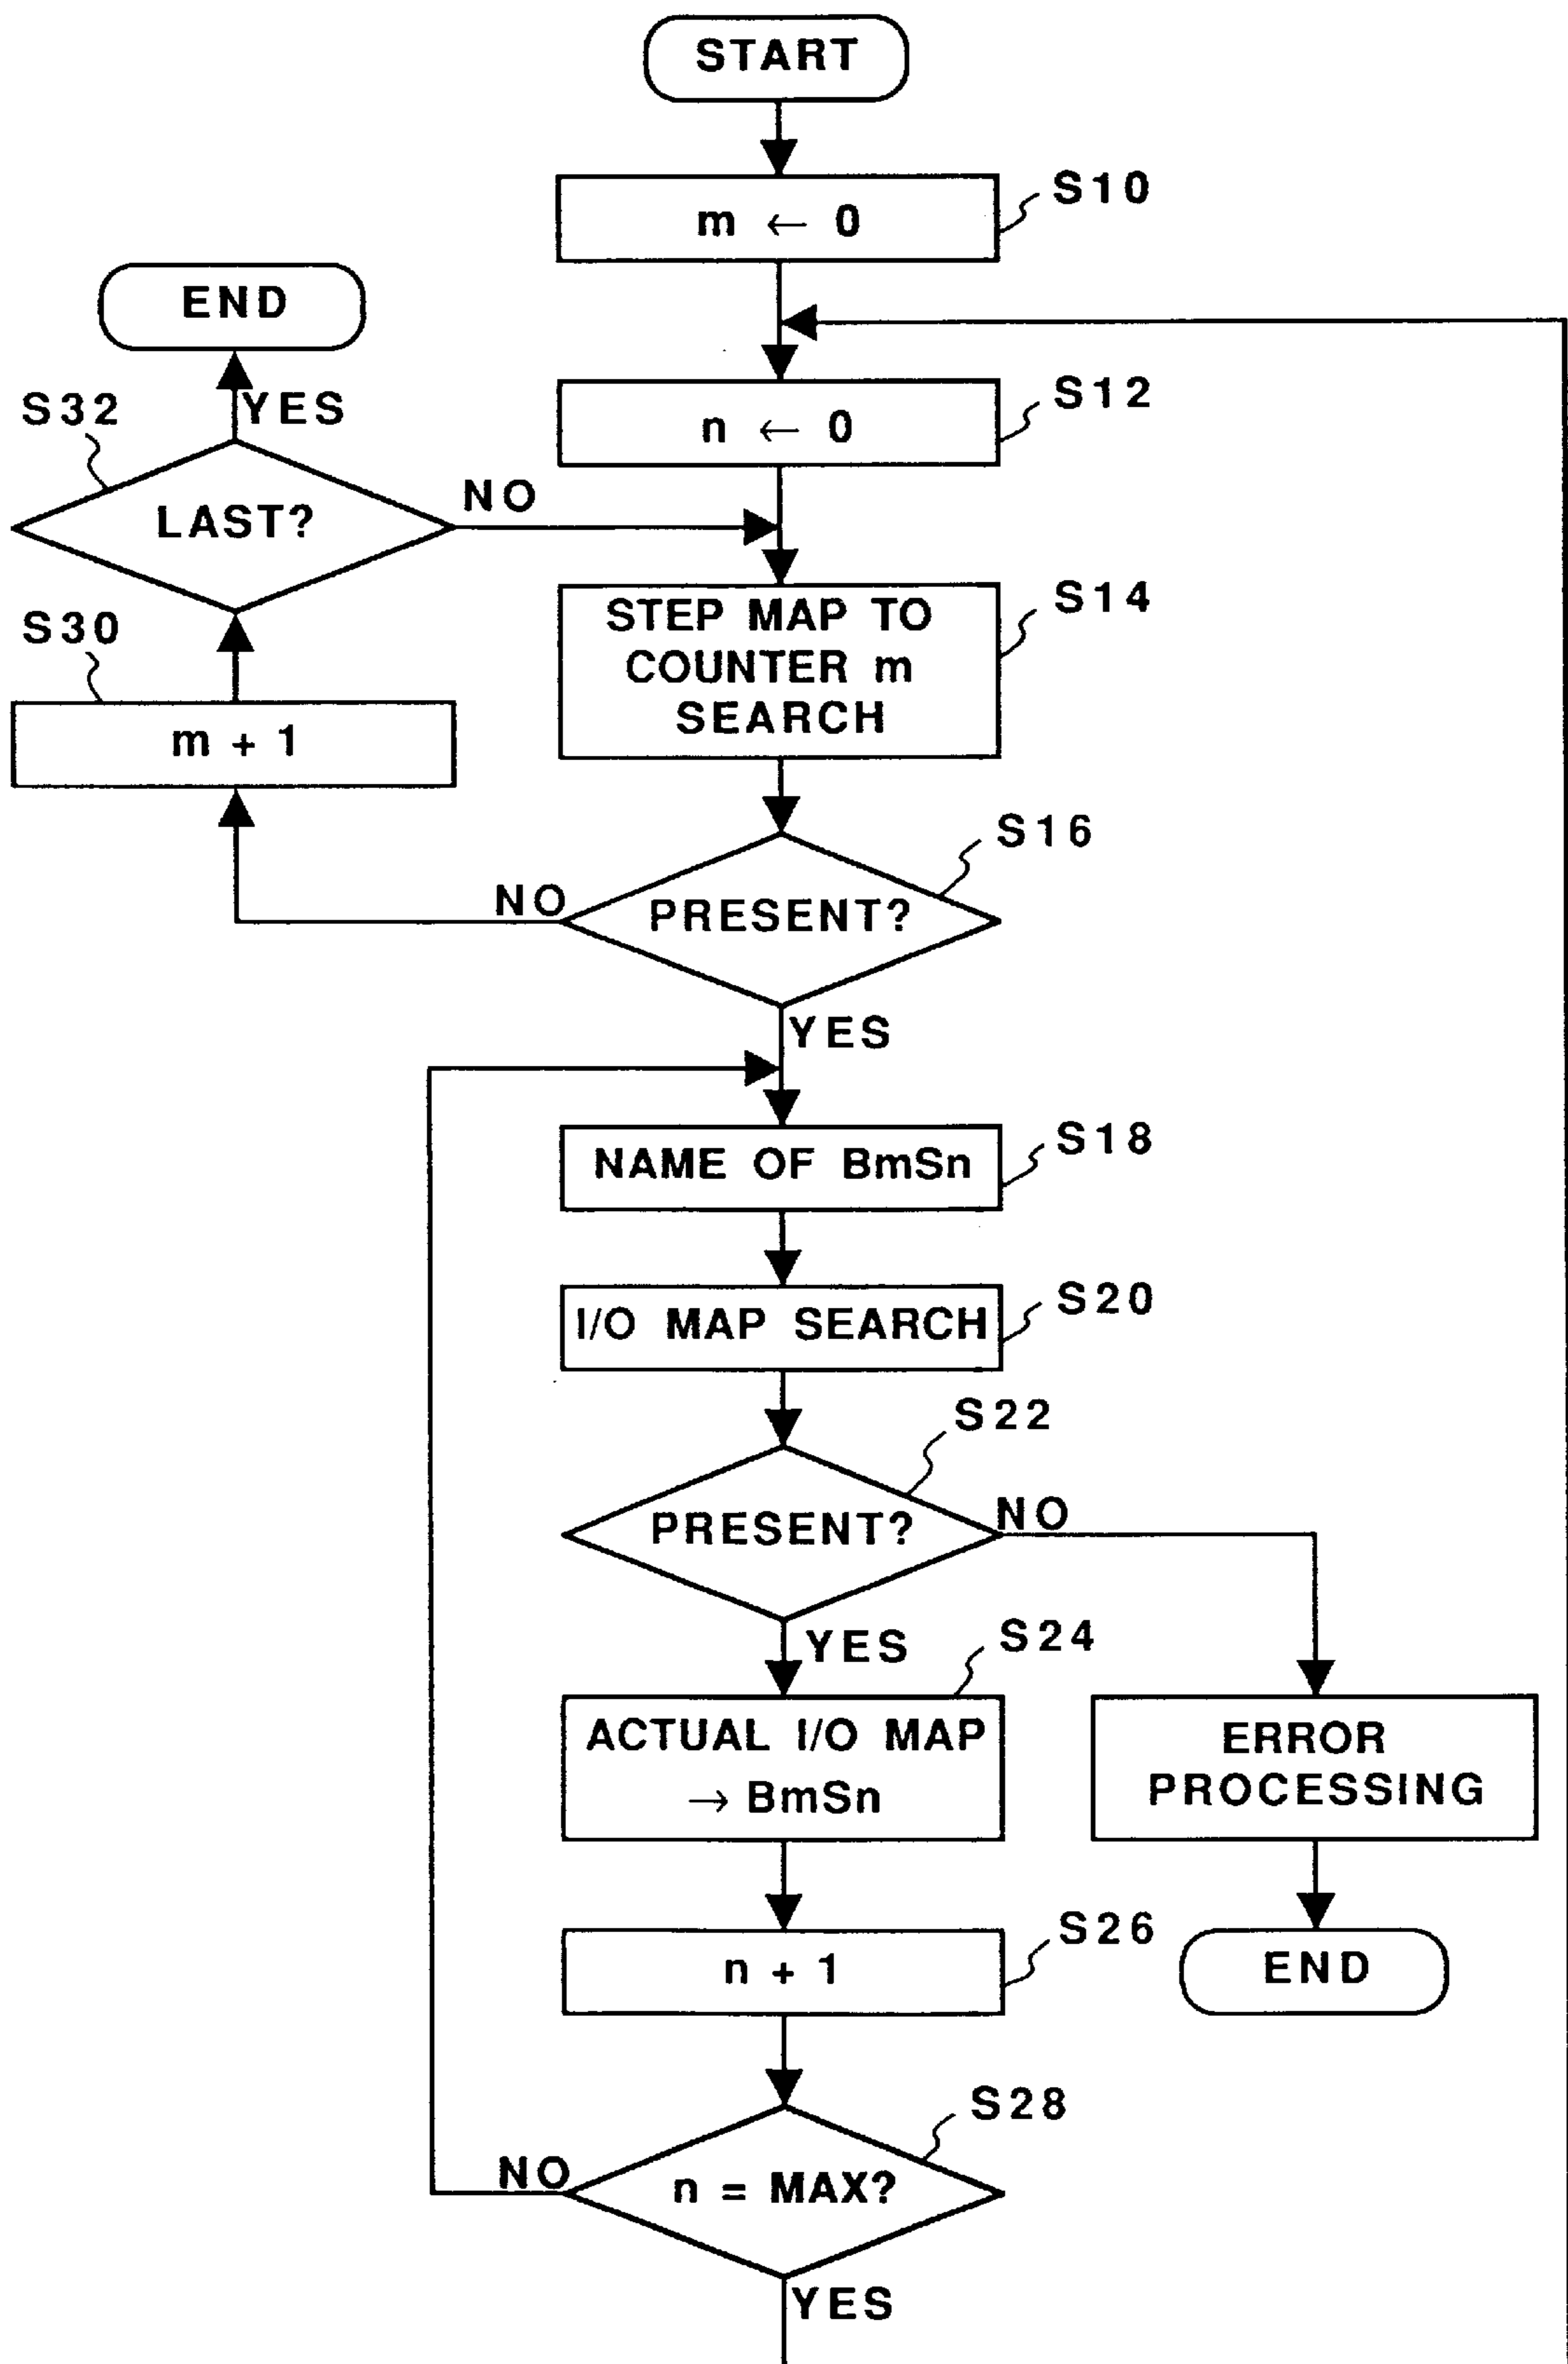 START
S10
m ← 0
END
S12
n ← 0
S32
YES
LAST?
NO
S14
STEP MAP TO
COUNTER m
SEARCH
S30
m + 1
S16
NO
PRESENT?
YES
S18
NAME OF BmSn
S20
I/O MAP SEARCH
S22
PRESENT?
NO
YES
S24
ACTUAL I/O MAP
→ BmSn
ERROR
PROCESSING
S26
n + 1
END
S28
NO
n = MAX?
YES